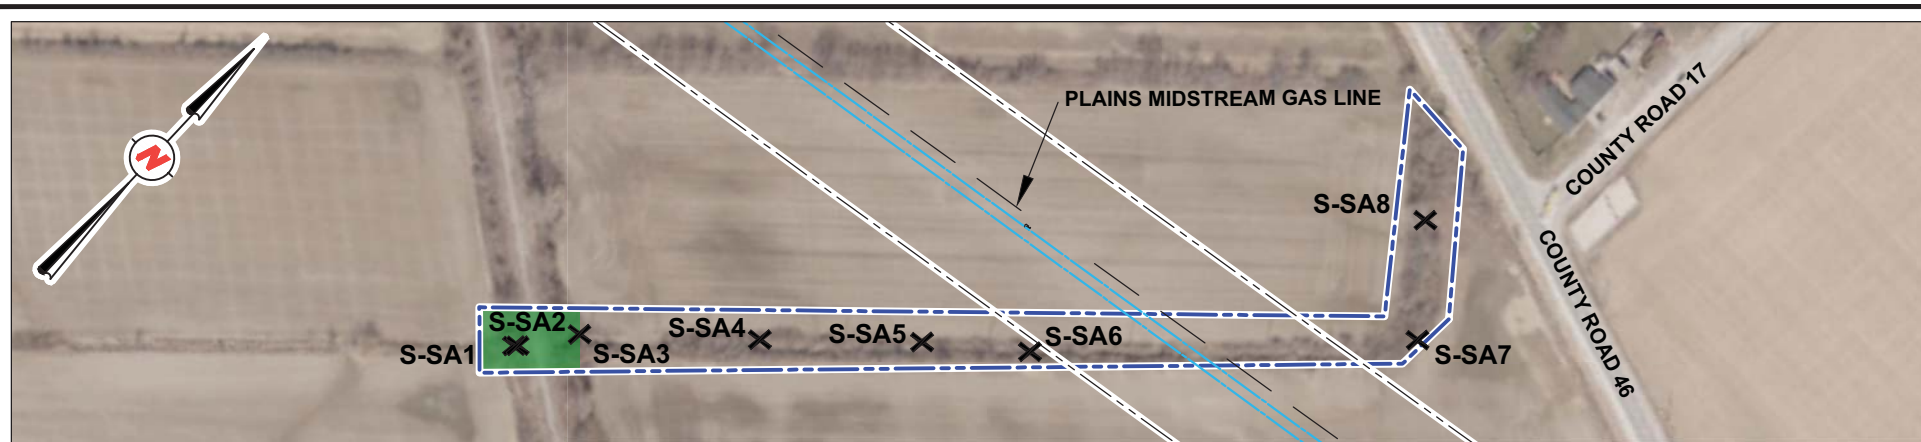 N
PLAINS MIDSTREAM GAS LINE
COUNTY ROAD 17
S-SA8
COUNTY ROAD 46
S-SA2
S-SA4
S-SA5
S-SA6
S-SA1
S-SA3
S-SA7